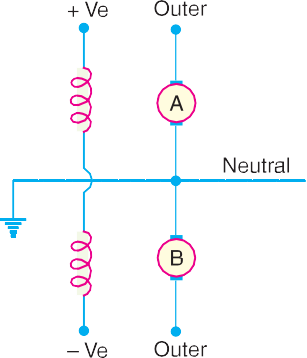 + Ve Outer
A
Neutral
B
– Ve Outer